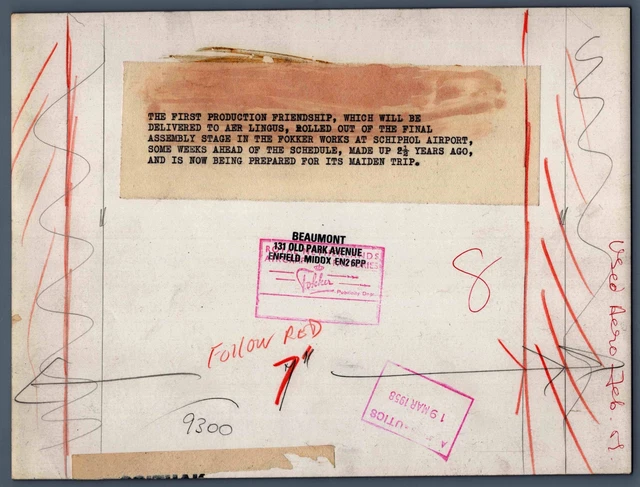 THE FIRST PRODUCTION FRIENDSHIP, WHICH WILL BE
DELIVERED TO AER LINGUS, ROLLED OUT OF THE FINAL
ASSEMBLY STAGE IN THE FOKKER WORKS AT SCHIPHOL AIRPORT,
SOME WEEKS AHEAD OF THE SCHEDULE, MADE UP 2½ YEARS AGO,
AND IS NOW BEING PREPARED FOR ITS MAIDEN TRIP.
BEAUMONT
131 OLD PARK AVENUE
ENFIELD, MIDDX EN2 6PP
Fokker
Publicity Dept.
8
Used Aero Feb. 59
FOLLOW RED
7"
9300
19 MAR 1958